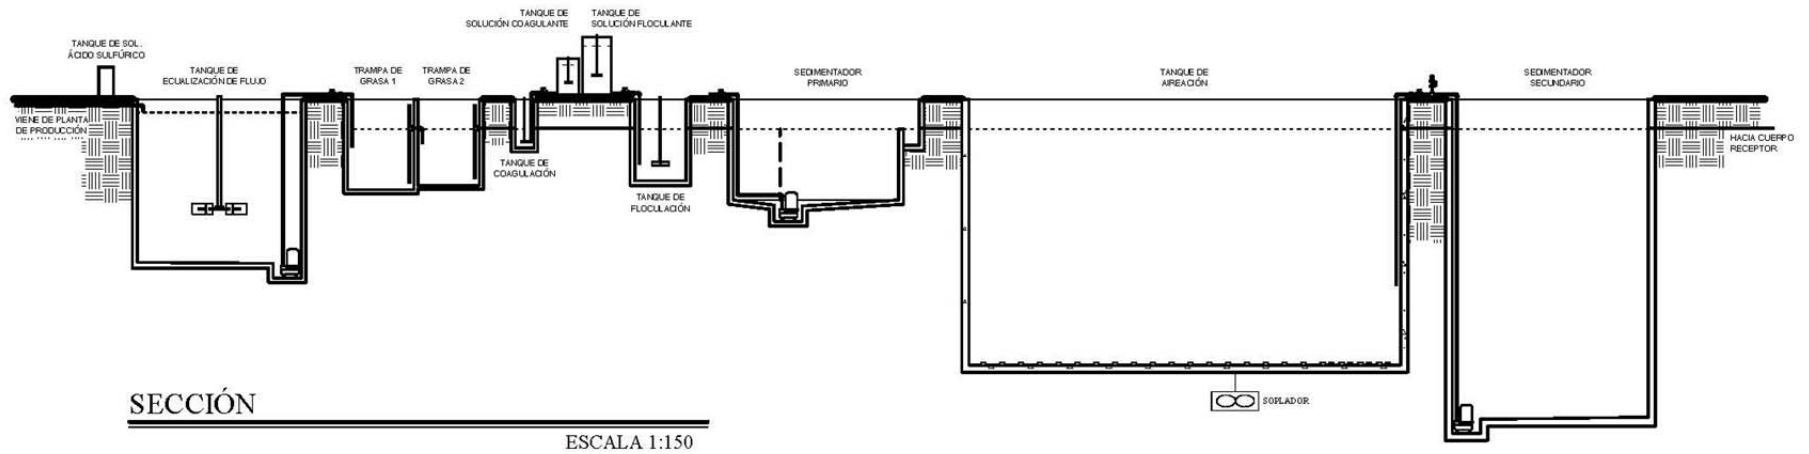 TANQUE DE
SOLUCIÓN COAGULANTE
TANQUE DE
SOLUCIÓN FLOCULANTE
TANQUE DE SOL.
ÁCIDO SULFÚRICO
TANQUE DE
ECUALIZACIÓN DE FLUJO
TRAMPA DE
GRASA 1
TRAMPA DE
GRASA 2
SEDIMENTADOR
PRIMARIO
TANQUE DE
AIREACIÓN
SEDIMENTADOR
SECUNDARIO
VIENE DE PLANTA
DE PRODUCCIÓN
HACIA CUERPO
RECEPTOR
TANQUE DE
COAGULACIÓN
TANQUE DE
FLOCULACIÓN
SOPLADOR
SECCIÓN
ESCALA 1:150